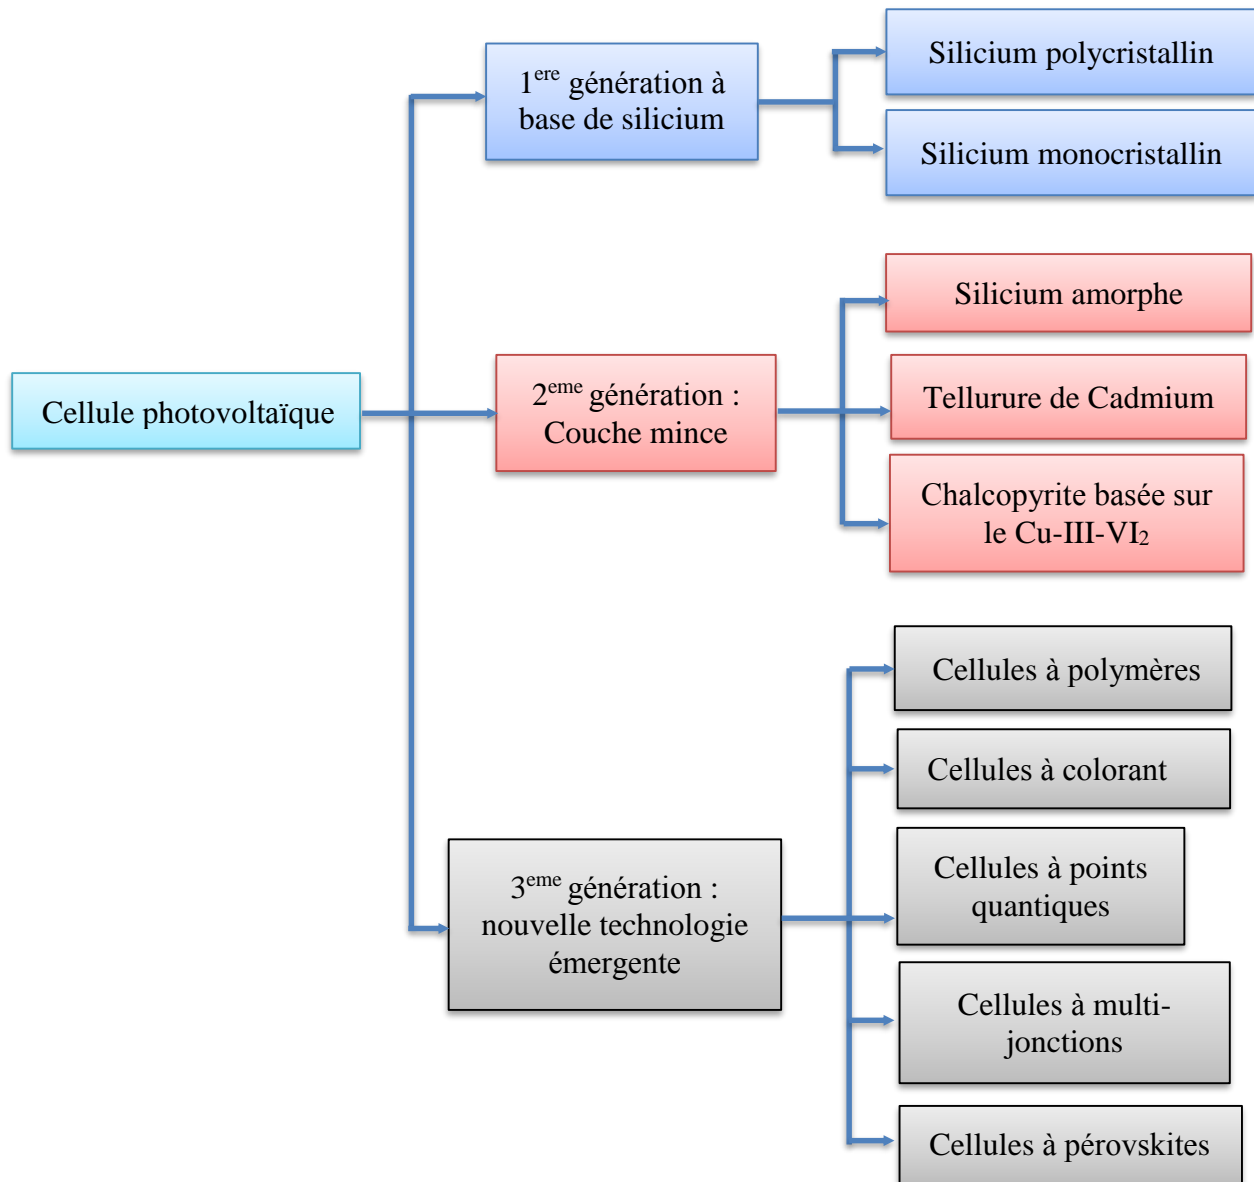 Cellule photovoltaïque
1ere génération à
base de silicium
Silicium polycristallin
Silicium monocristallin
2eme génération :
Couche mince
Silicium amorphe
Tellurure de Cadmium
Chalcopyrite basée sur
le Cu-III-VI₂
3eme génération :
nouvelle technologie
émergente
Cellules à polymères
Cellules à colorant
Cellules à points
quantiques
Cellules à multi-
jonctions
Cellules à pérovskites